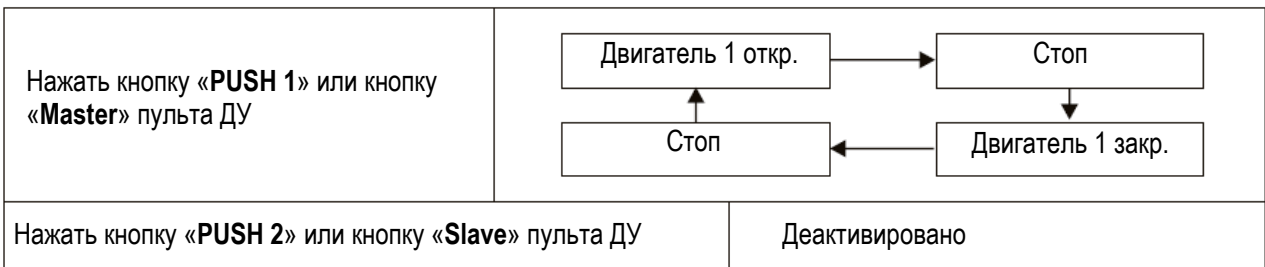 Нажать кнопку «PUSH 1» или кнопку
«Master» пульта ДУ
Двигатель 1 откр.
Стоп
Стоп
Двигатель 1 закр.
Нажать кнопку «PUSH 2» или кнопку «Slave» пульта ДУ
Деактивировано